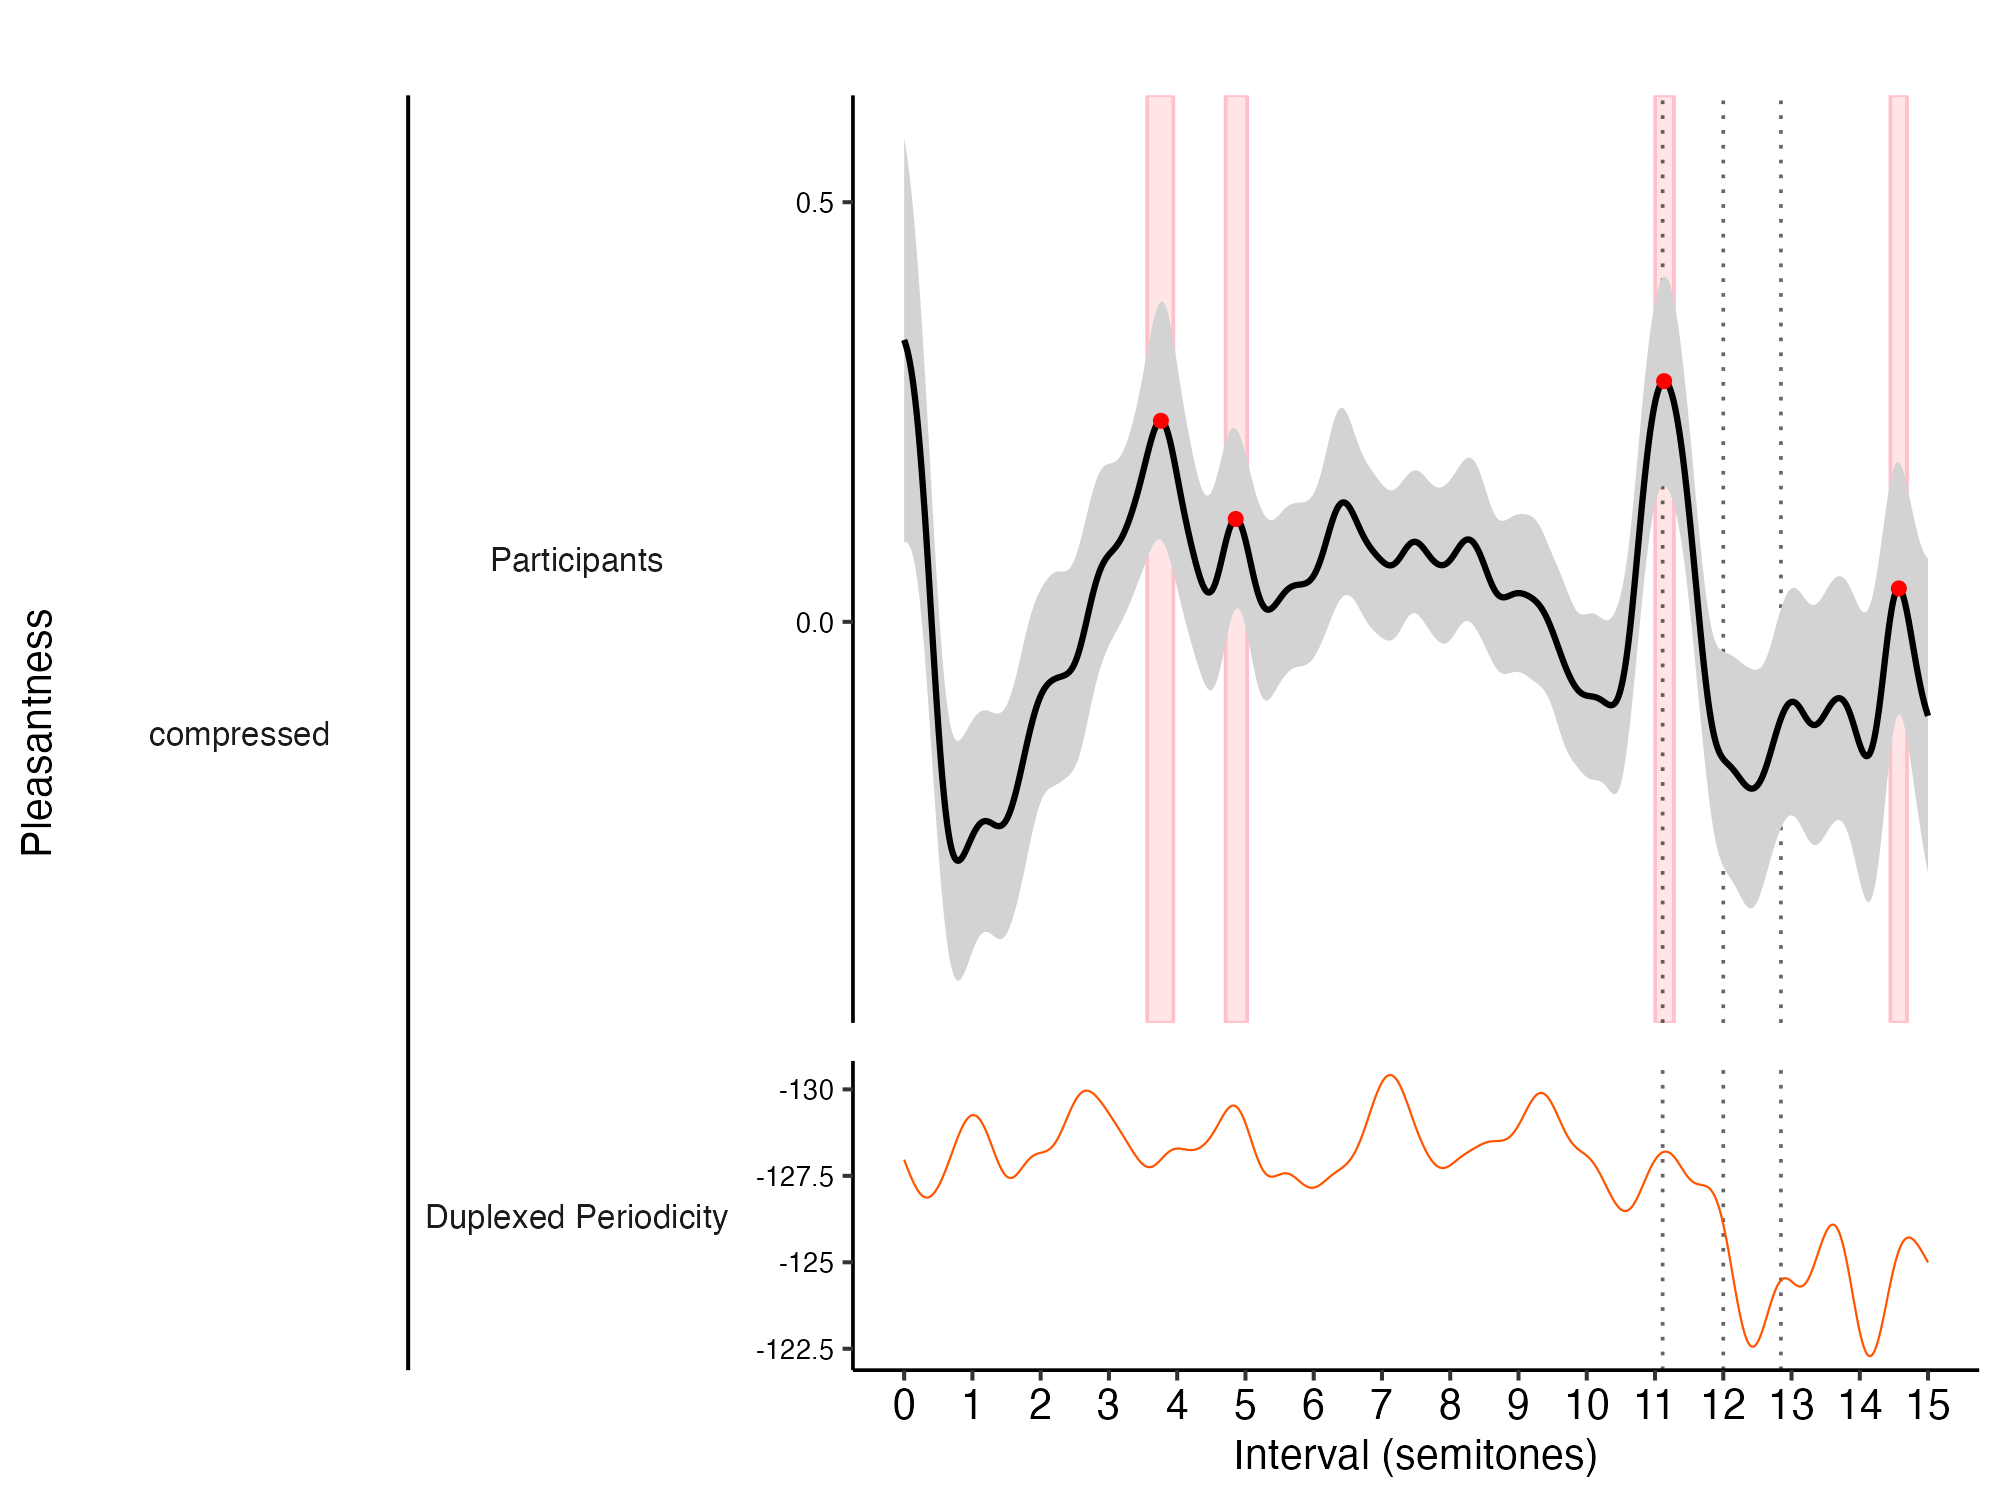 Pleasantness
compressed
Participants
0.5
0.0
Duplexed Periodicity
-130
-127.5
-125
-122.5
0 1 2 3 4 5 6 7 8 9 10 11 12 13 14 15
Interval (semitones)